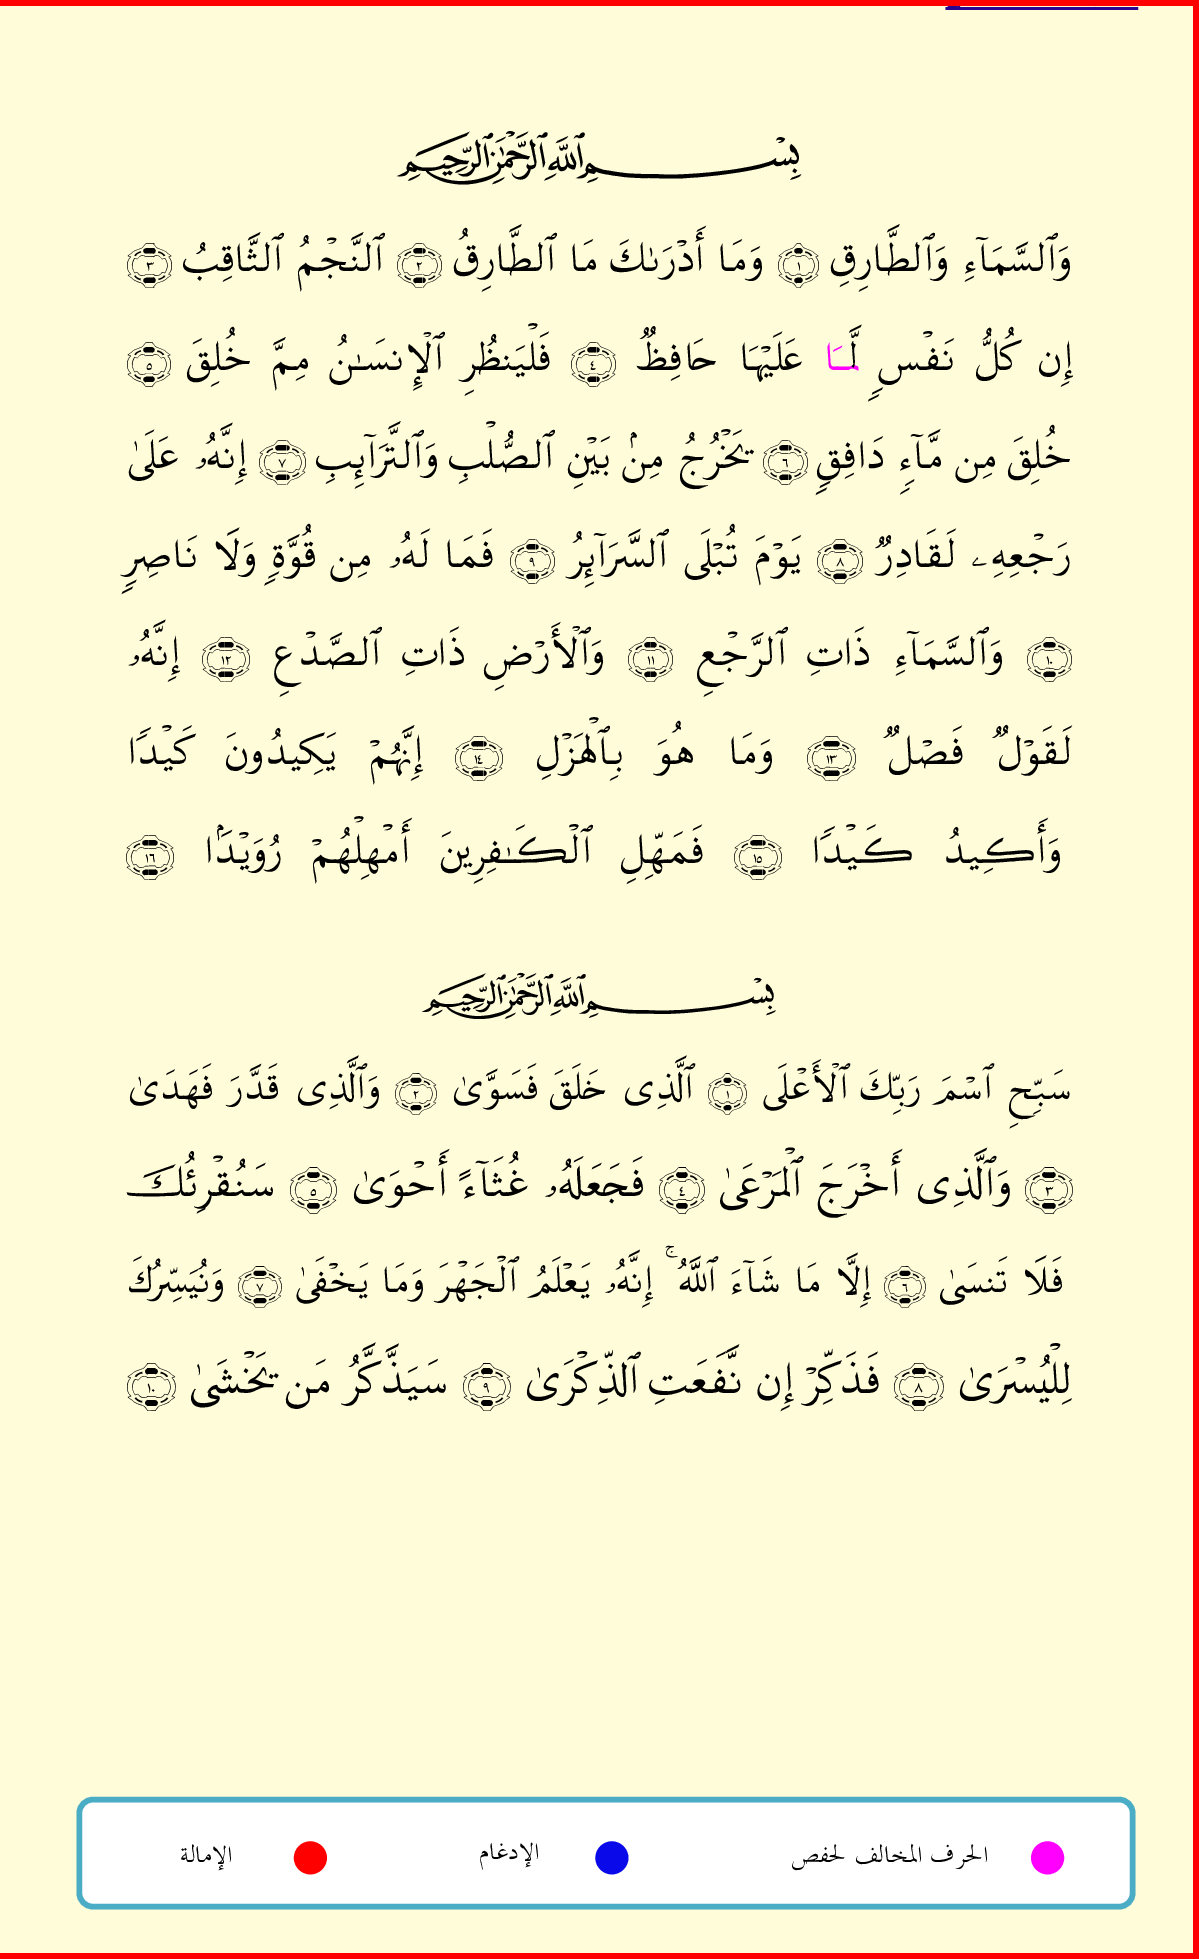 بِسْمِ ٱللَّهِ ٱلرَّحْمَٰنِ ٱلرَّحِيمِ
وَٱلسَّمَآءِ وَٱلطَّارِقِ ١ وَمَا أَدْرَىٰكَ مَا ٱلطَّارِقُ ٢ ٱلنَّجْمُ ٱلثَّاقِبُ ٣
إِن كُلُّ نَفْسٍ لَّمَا عَلَيْهَا حَافِظٌ ٤ فَلْيَنظُرِ ٱلْإِنسَٰنُ مِمَّ خُلِقَ ٥
خُلِقَ مِن مَّآءٍ دَافِقٍ ٦ يَخْرُجُ مِنۢ بَيْنِ ٱلصُّلْبِ وَٱلتَّرَآئِبِ ٧ إِنَّهُۥ عَلَىٰ
رَجْعِهِۦ لَقَادِرٌ ٨ يَوْمَ تُبْلَى ٱلسَّرَآئِرُ ٩ فَمَا لَهُۥ مِن قُوَّةٍ وَلَا نَاصِرٍ
١٠ وَٱلسَّمَآءِ ذَاتِ ٱلرَّجْعِ ١١ وَٱلْأَرْضِ ذَاتِ ٱلصَّدْعِ ١٢ إِنَّهُۥ
لَقَوْلٌ فَصْلٌ ١٣ وَمَا هُوَ بِٱلْهَزْلِ ١٤ إِنَّهُمْ يَكِيدُونَ كَيْدًا
وَأَكِيدُ كَيْدًا ١٥ فَمَهِّلِ ٱلْكَٰفِرِينَ أَمْهِلْهُمْ رُوَيْدَۢا ١٦
بِسْمِ ٱللَّهِ ٱلرَّحْمَٰنِ ٱلرَّحِيمِ
سَبِّحِ ٱسْمَ رَبِّكَ ٱلْأَعْلَى ١ ٱلَّذِى خَلَقَ فَسَوَّىٰ ٢ وَٱلَّذِى قَدَّرَ فَهَدَىٰ
٣ وَٱلَّذِى أَخْرَجَ ٱلْمَرْعَىٰ ٤ فَجَعَلَهُۥ غُثَآءً أَحْوَىٰ ٥ سَنُقْرِئُكَ
فَلَا تَنسَىٰ ٦ إِلَّا مَا شَآءَ ٱللَّهُ ۚ إِنَّهُۥ يَعْلَمُ ٱلْجَهْرَ وَمَا يَخْفَىٰ ٧ وَنُيَسِّرُكَ
لِلْيُسْرَىٰ ٨ فَذَكِّرْ إِن نَّفَعَتِ ٱلذِّكْرَىٰ ٩ سَيَذَّكَّرُ مَن يَخْشَىٰ ١٠
الحرف المخالف لحفص الإدغام الإمالة